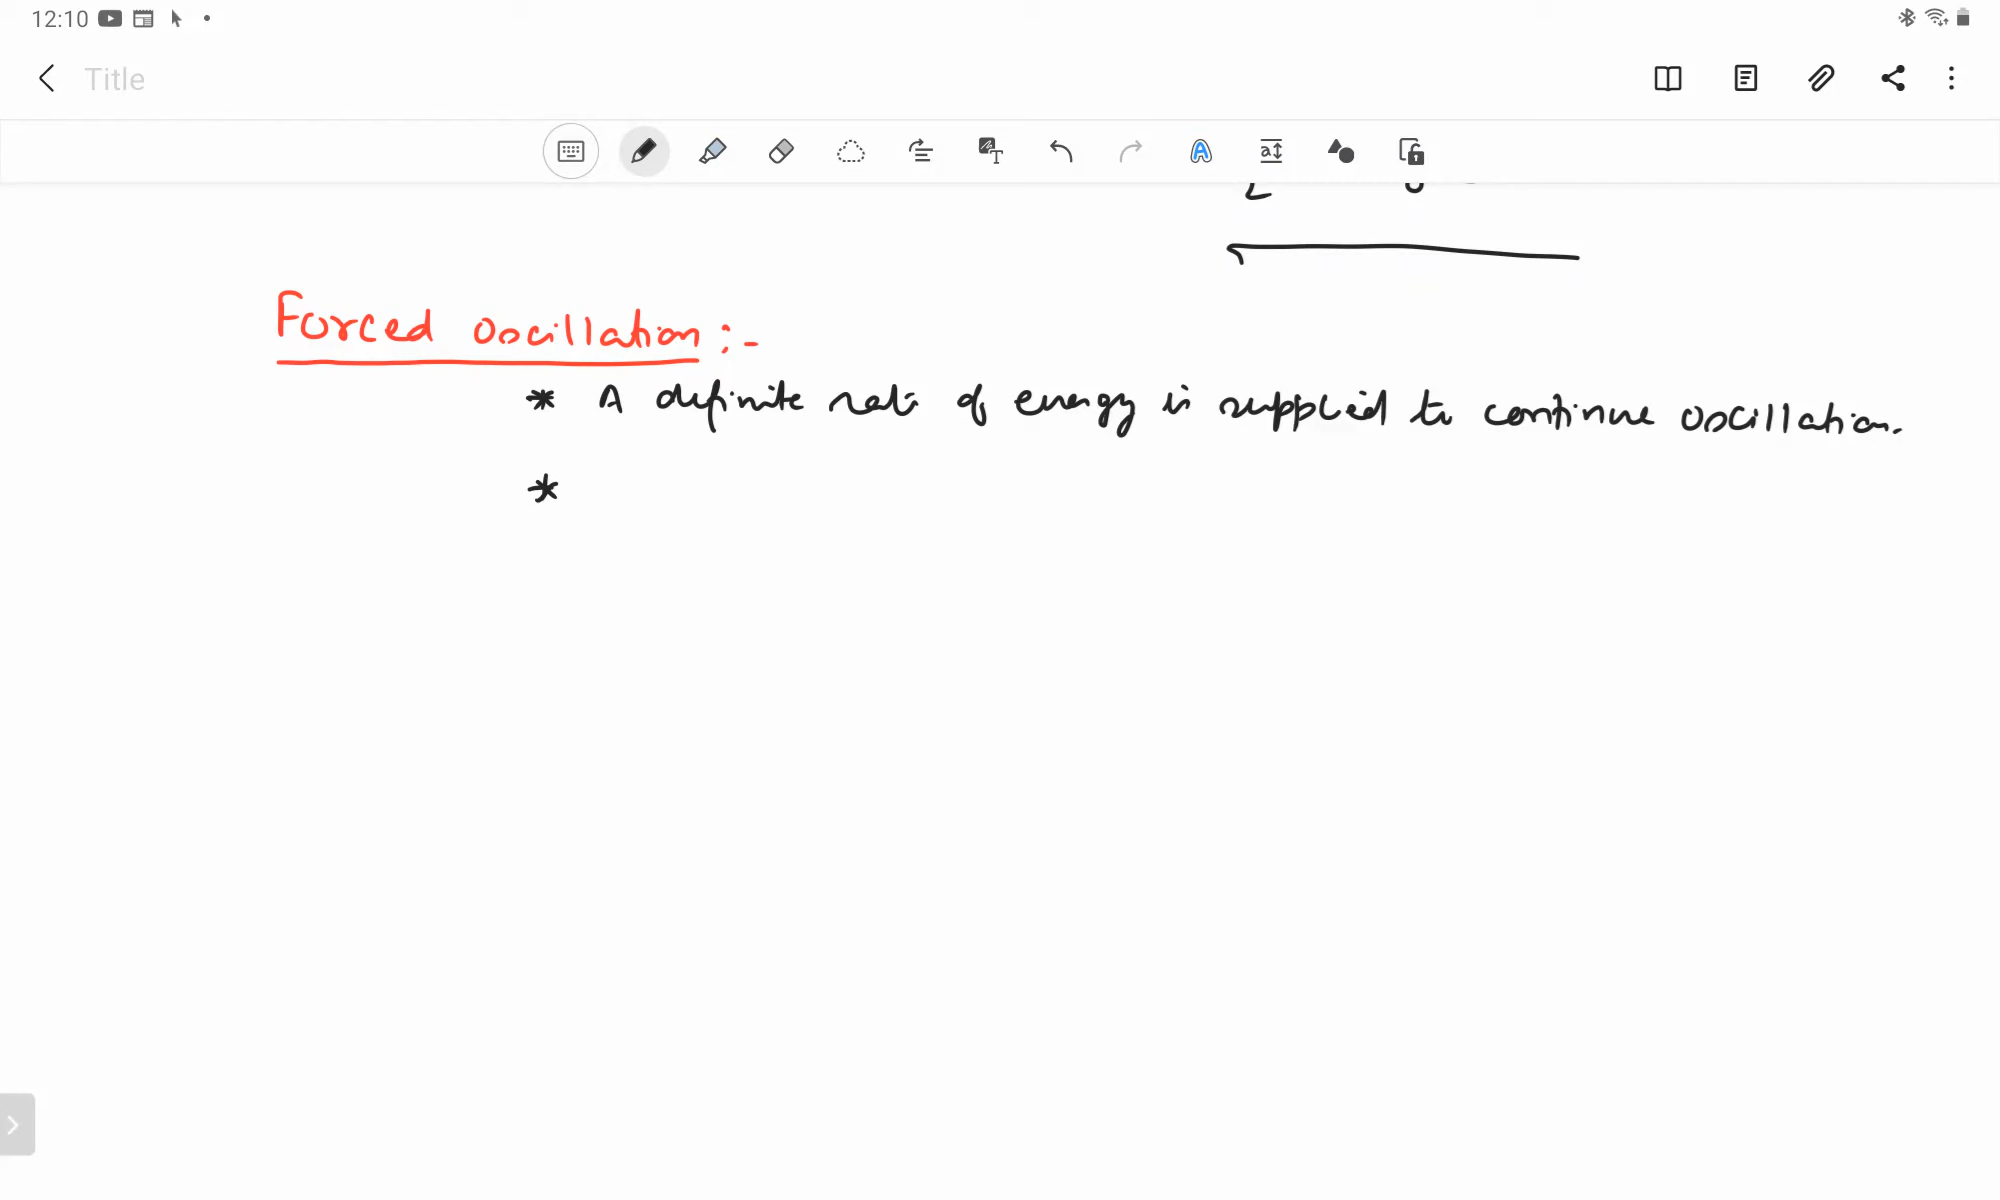 12:10
Title
Forced oscillation :-
* A definite rate of energy is supplied to continue oscillation.
*